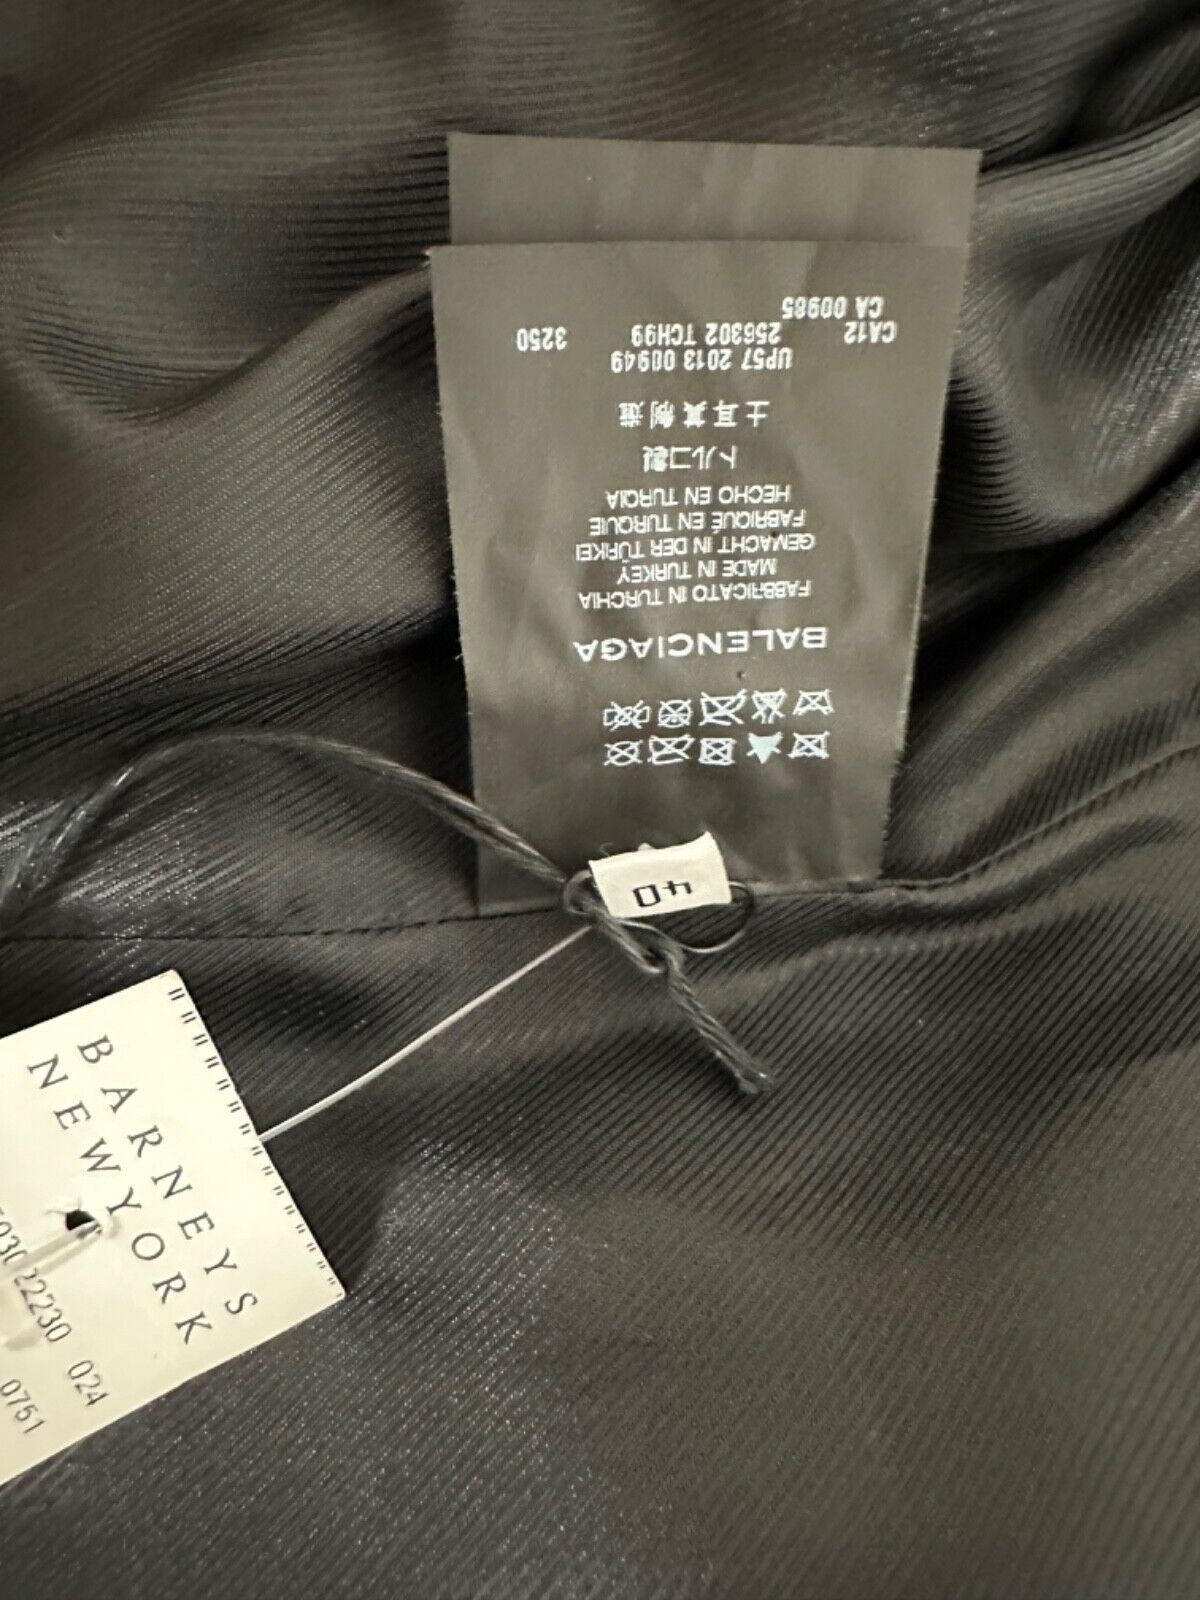 BALENCIAGA
FABBRICATO IN TURCHIA
MADE IN TURKEY
GEMACHT IN DER TÜRKEI
FABRIQUÉ EN TURQUIE
HECHO EN TURQIA
トルコ製
土耳其制造
UP57 2013 00949
CA12 256302 TCH99 3250
CA 00985
40
BARNEYS
NEW YORK
22230 024
0751